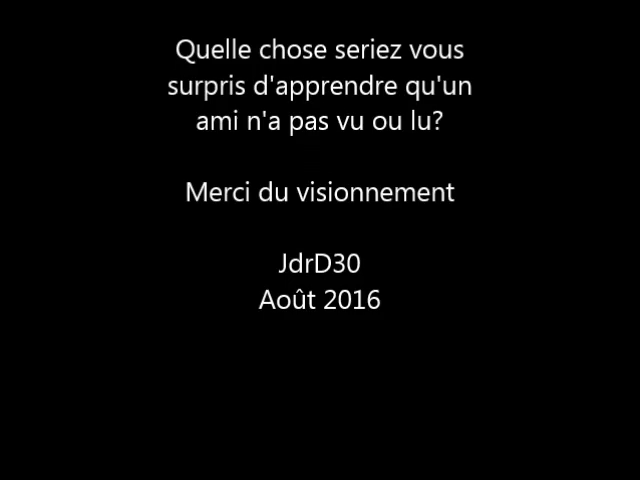 Quelle chose seriez vous
surpris d'apprendre qu'un
ami n'a pas vu ou lu?
Merci du visionnement
JdrD30
Août 2016